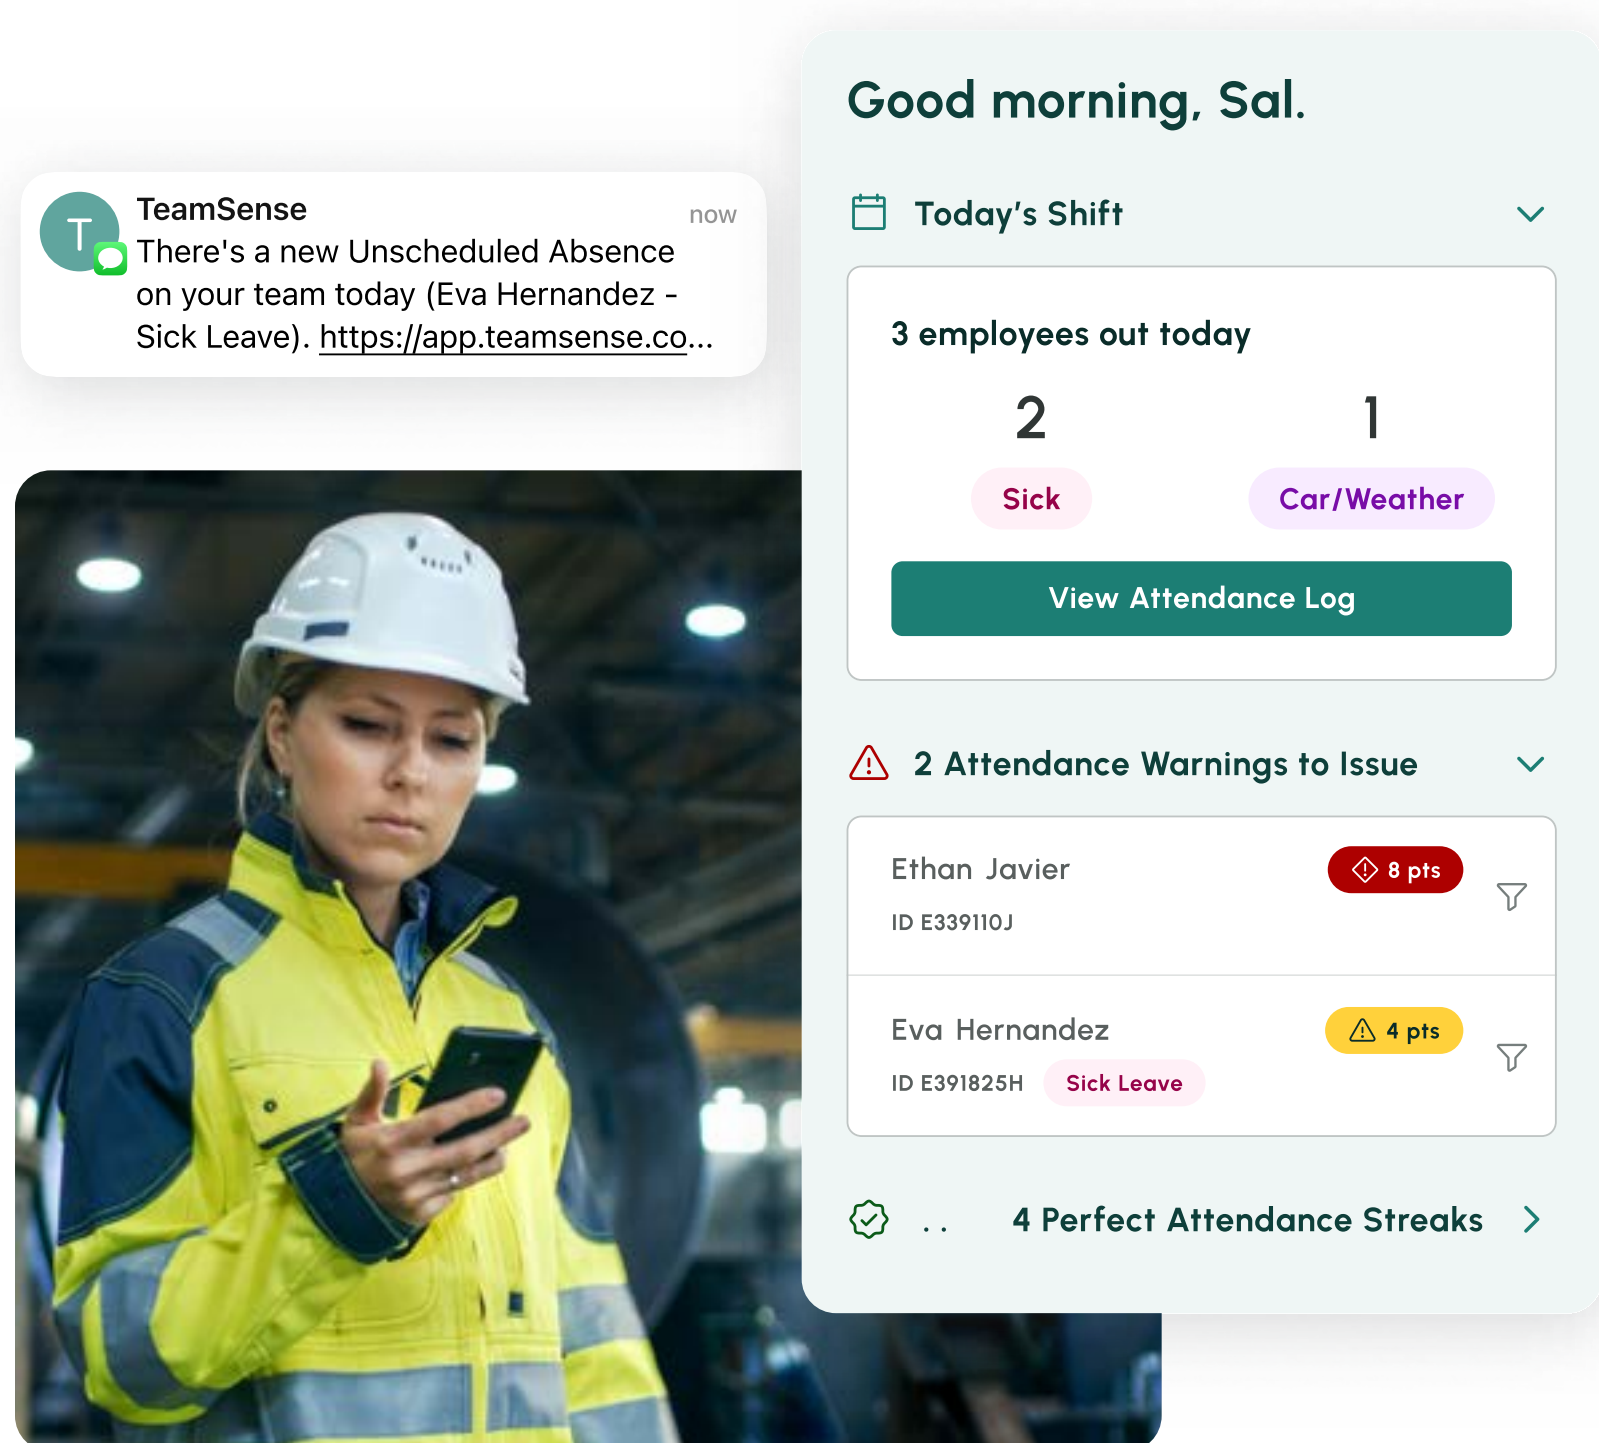 TeamSense
now
T
There's a new Unscheduled Absence
on your team today (Eva Hernandez -
Sick Leave). https://app.teamsense.co...
Good morning, Sal.
Today's Shift
3 employees out today
2
1
Sick
Car/Weather
View Attendance Log
2 Attendance Warnings to Issue
Ethan Javier
8 pts
ID E339110J
Eva Hernandez
4 pts
ID E391825H
Sick Leave
. . 4 Perfect Attendance Streaks